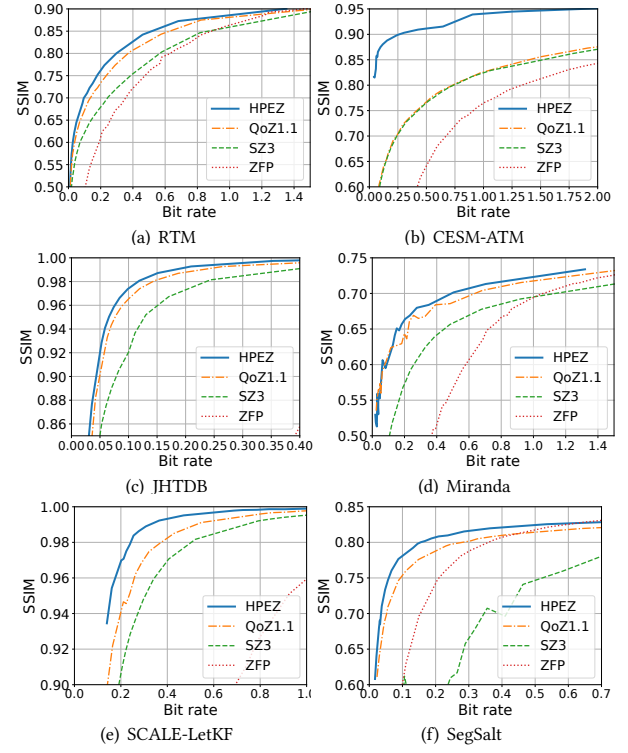 0.90
0.85
0.80
0.75
0.70
0.65
0.60
0.55
0.50
SSIM
HPEZ
QoZ1.1
SZ3
ZFP
0.0 0.2 0.4 0.6 0.8 1.0 1.2 1.4
Bit rate
(a) RTM
0.95
0.90
0.85
0.80
0.75
0.70
0.65
0.60
SSIM
HPEZ
QoZ1.1
SZ3
ZFP
0.00 0.25 0.50 0.75 1.00 1.25 1.50 1.75 2.00
Bit rate
(b) CESM-ATM
1.00
0.98
0.96
0.94
0.92
0.90
0.88
0.86
SSIM
HPEZ
QoZ1.1
SZ3
ZFP
0.00 0.05 0.10 0.15 0.20 0.25 0.30 0.35 0.40
Bit rate
(c) JHTDB
0.75
0.70
0.65
0.60
0.55
0.50
SSIM
HPEZ
QoZ1.1
SZ3
ZFP
0.0 0.2 0.4 0.6 0.8 1.0 1.2 1.4
Bit rate
(d) Miranda
1.00
0.98
0.96
0.94
0.92
0.90
SSIM
HPEZ
QoZ1.1
SZ3
ZFP
0.2 0.4 0.6 0.8 1.0
Bit rate
(e) SCALE-LetKF
0.85
0.80
0.75
0.70
0.65
0.60
SSIM
HPEZ
QoZ1.1
SZ3
ZFP
0.0 0.1 0.2 0.3 0.4 0.5 0.6 0.7
Bit rate
(f) SegSalt